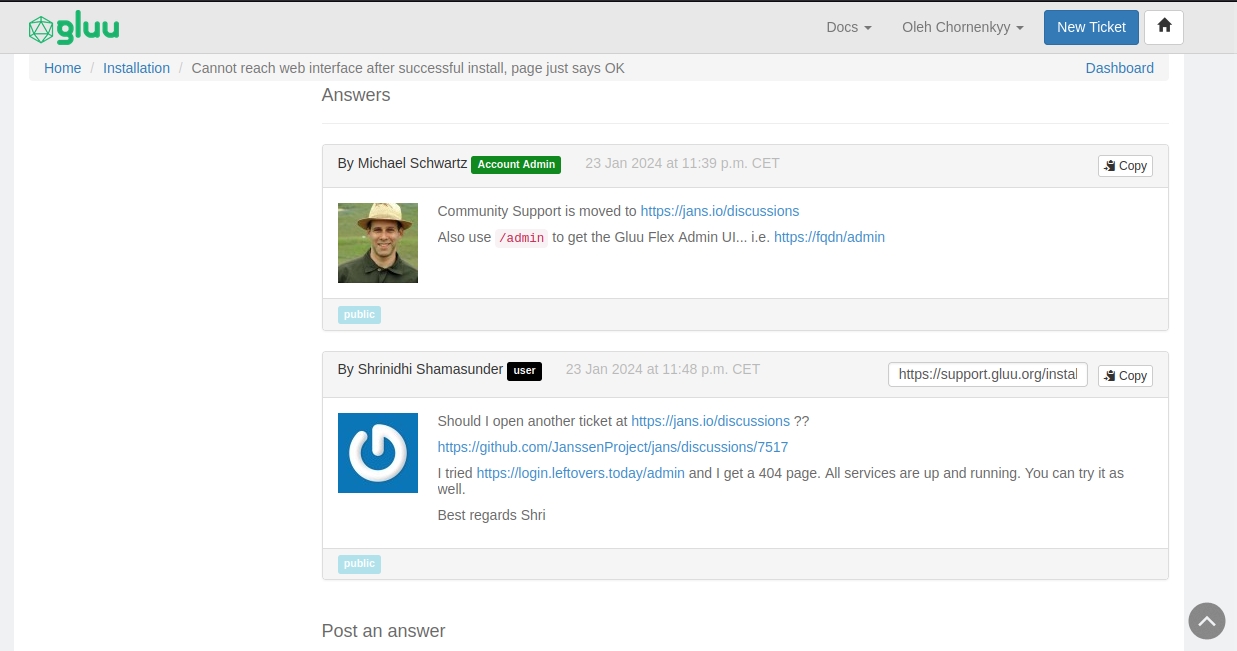 gluu
Docs
Oleh Chornenkyy
New Ticket
Home / Installation / Cannot reach web interface after successful install, page just says OK
Dashboard
Answers
By Michael Schwartz Account Admin 23 Jan 2024 at 11:39 p.m. CET
Copy
Community Support is moved to https://jans.io/discussions
Also use /admin to get the Gluu Flex Admin UI... i.e. https://fqdn/admin
public
By Shrinidhi Shamasunder user 23 Jan 2024 at 11:48 p.m. CET
https://support.gluu.org/instal
Copy
Should I open another ticket at https://jans.io/discussions ??
https://github.com/JanssenProject/jans/discussions/7517
I tried https://login.leftovers.today/admin and I get a 404 page. All services are up and running. You can try it as
well.
Best regards Shri
public
Post an answer